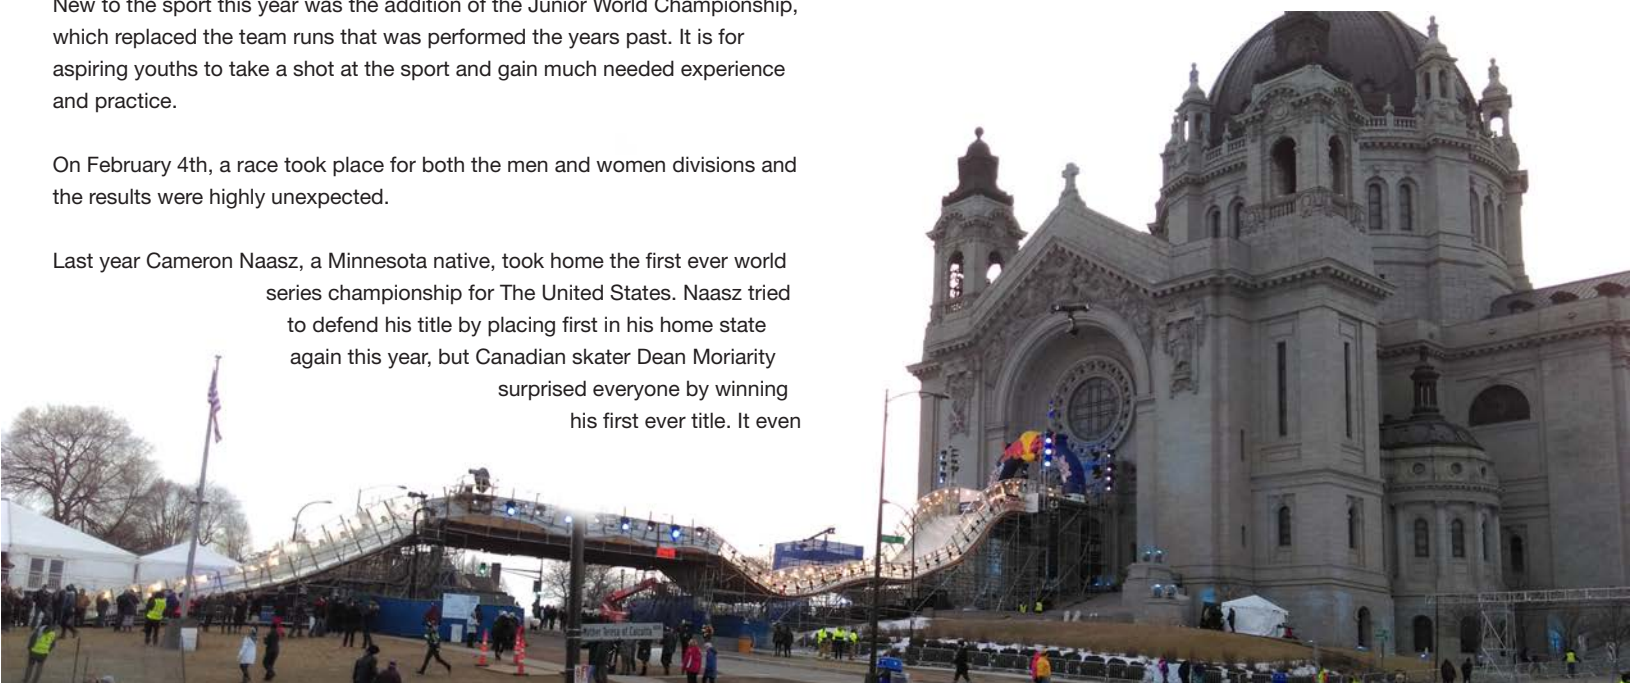 New to the sport this year was the addition of the Junior World Championship,
which replaced the team runs that was performed the years past. It is for
aspiring youths to take a shot at the sport and gain much needed experience
and practice.
On February 4th, a race took place for both the men and women divisions and
the results were highly unexpected.
Last year Cameron Naasz, a Minnesota native, took home the first ever world
series championship for The United States. Naasz tried
to defend his title by placing first in his home state
again this year, but Canadian skater Dean Moriarity
surprised everyone by winning
his first ever title. It even
Mother Teresa of Calcutta